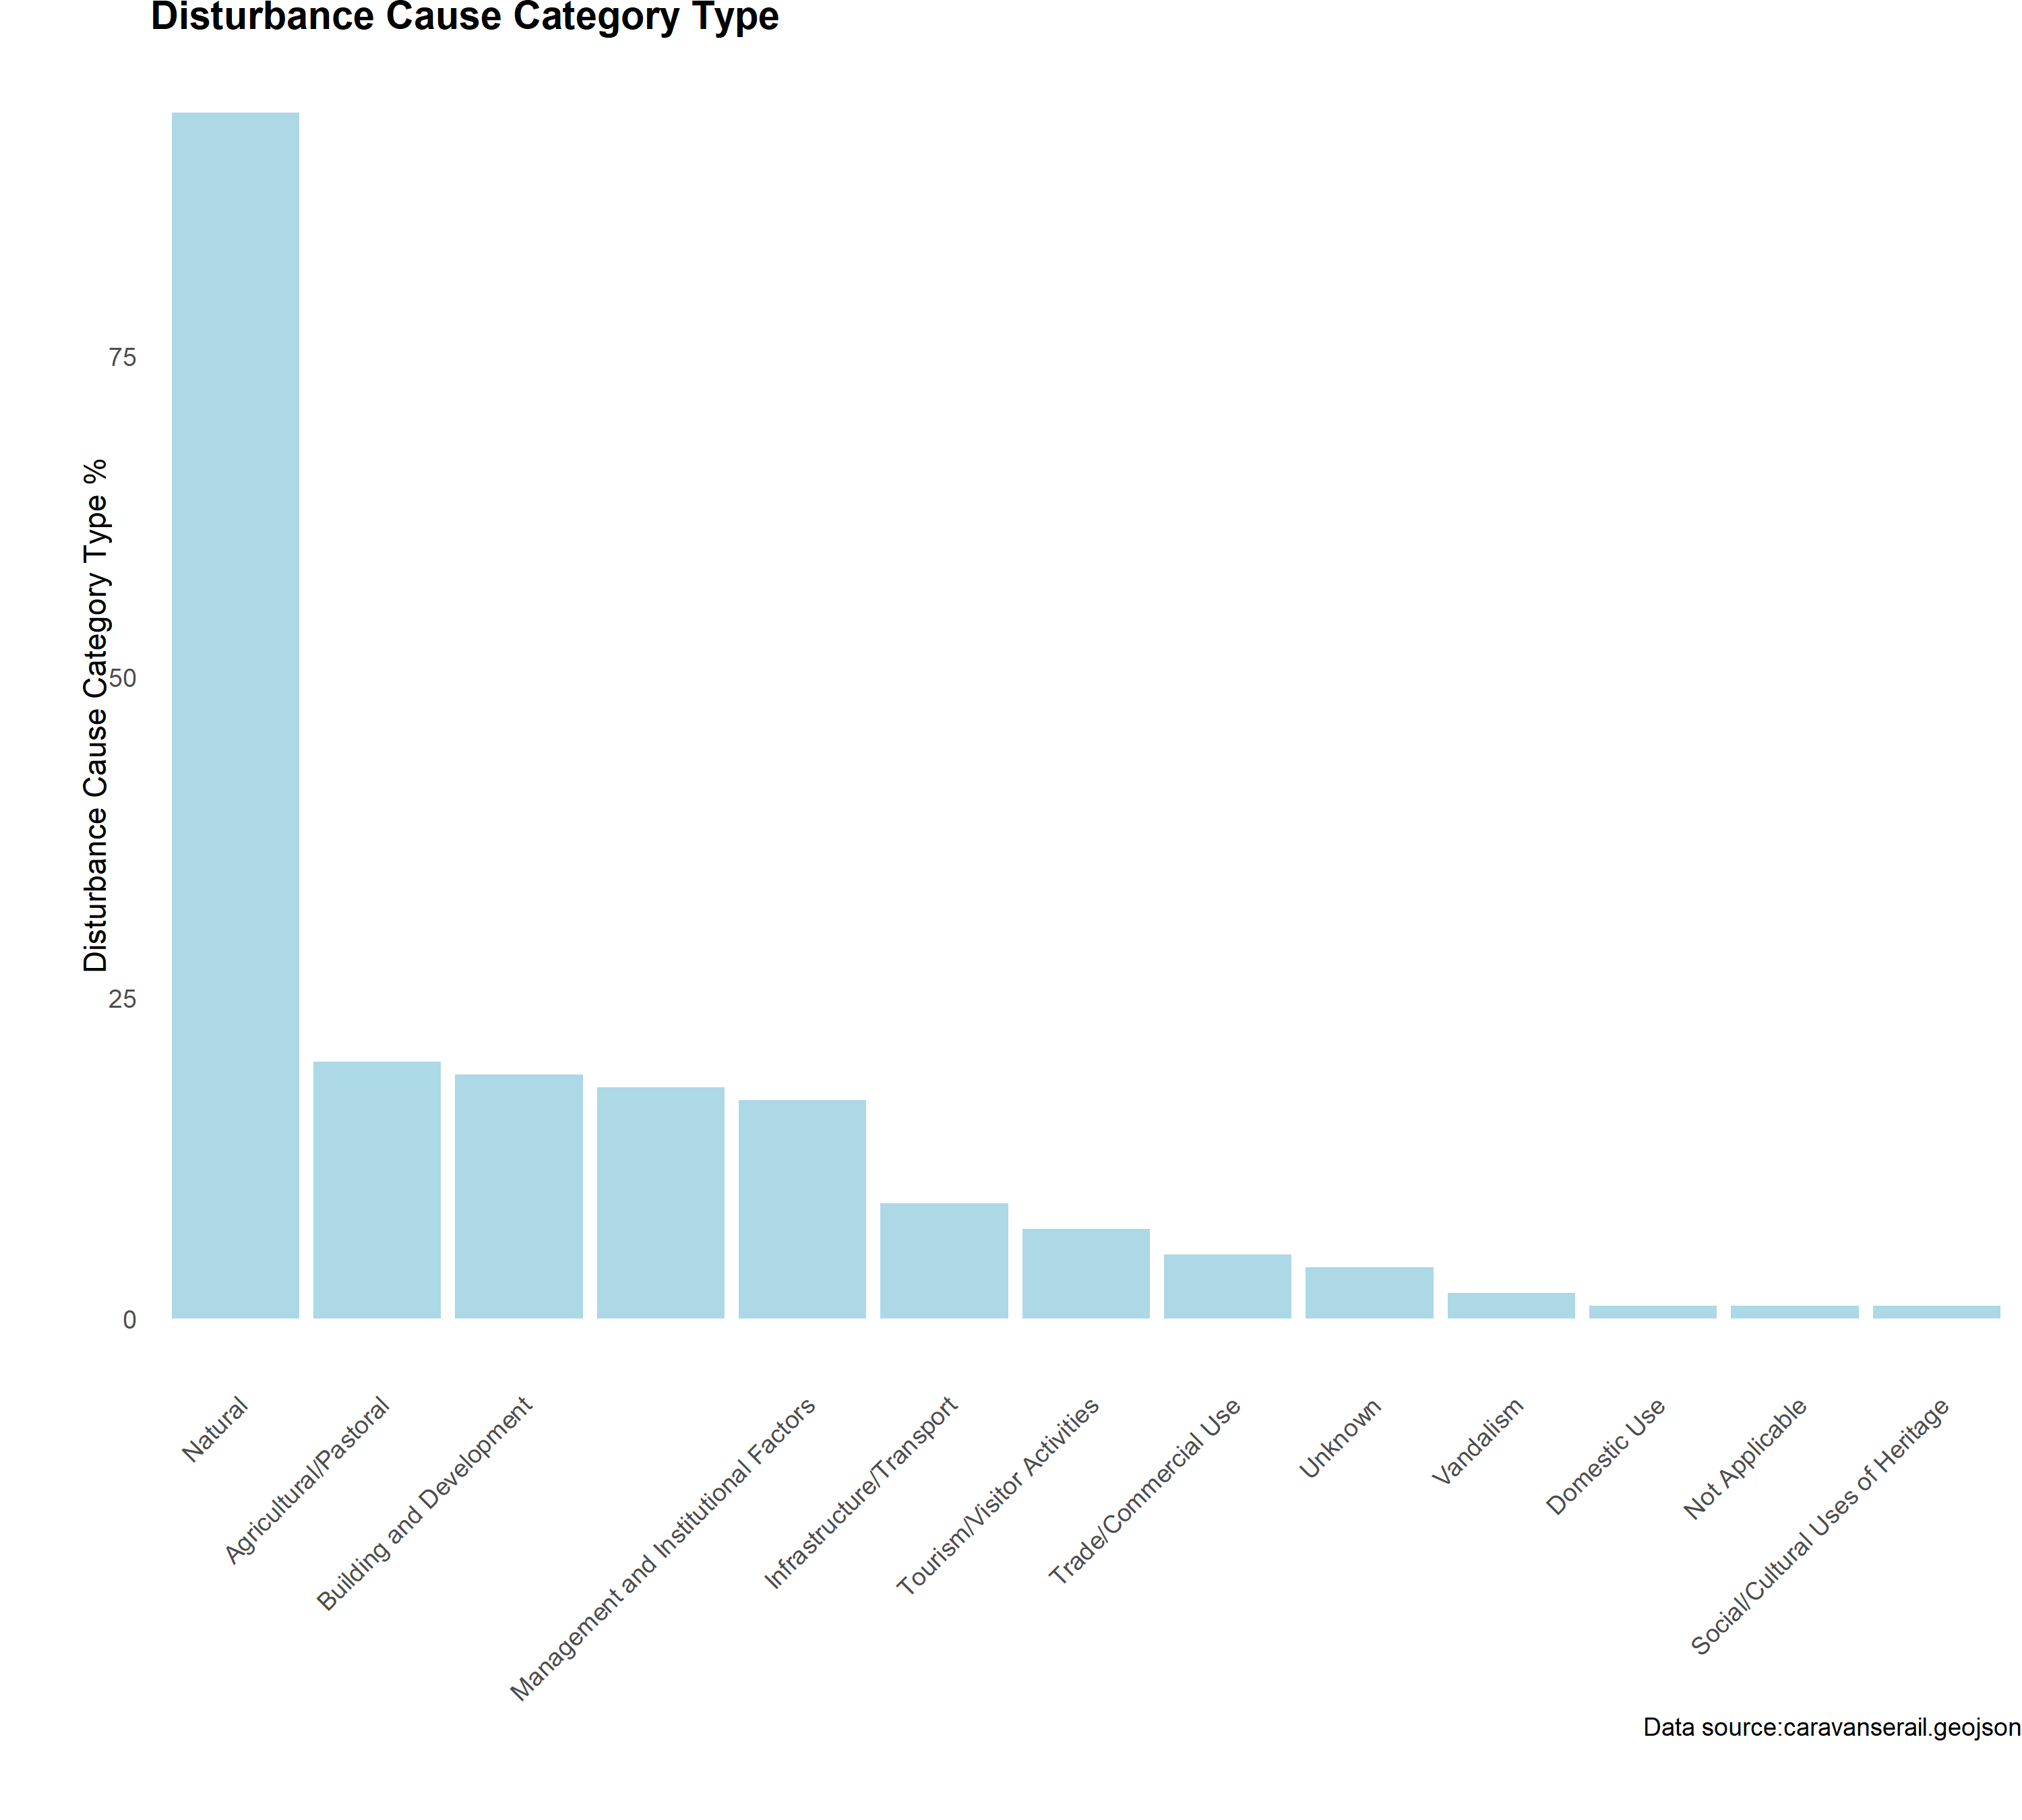 Disturbance Cause Category Type
Disturbance Cause Category Type %
75
50
25
0
Natural
Agricultural/Pastoral
Building and Development
Management and Institutional Factors
Infrastructure/Transport
Tourism/Visitor Activities
Trade/Commercial Use
Unknown
Vandalism
Domestic Use
Not Applicable
Social/Cultural Uses of Heritage
Data source:caravanserail.geojson